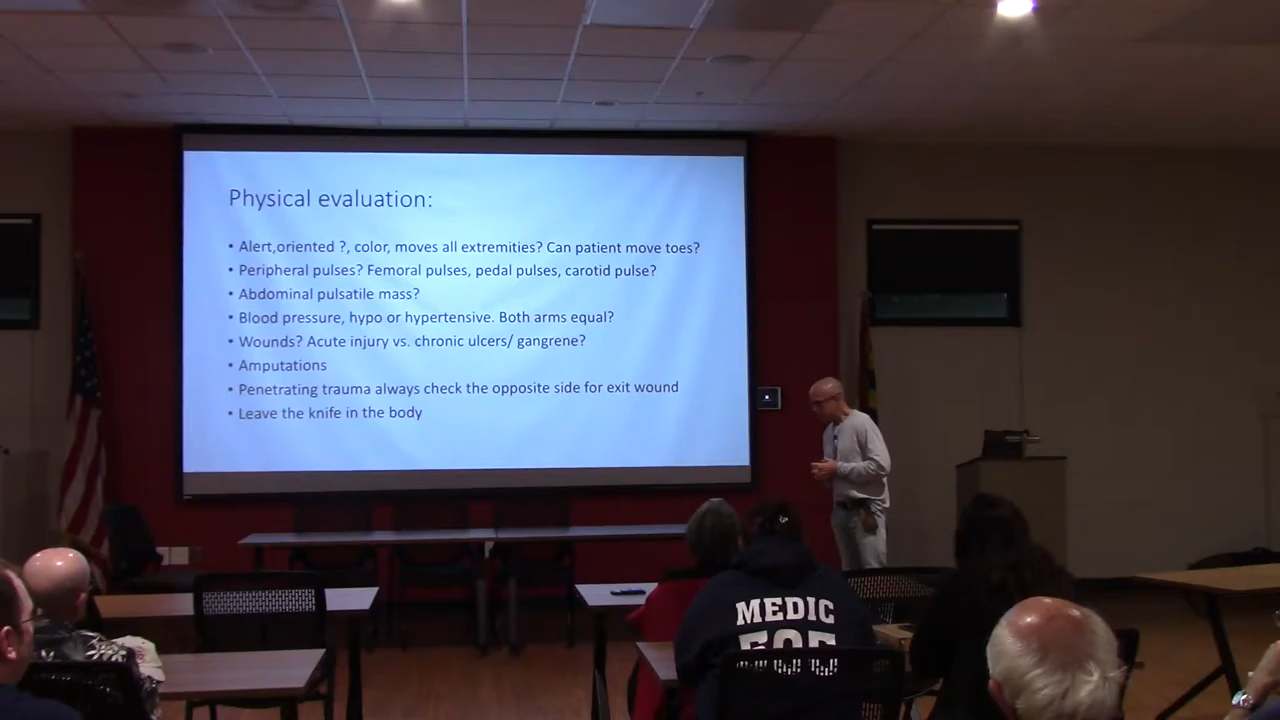 Physical evaluation:
• Alert,oriented ?, color, moves all extremities? Can patient move toes?
• Peripheral pulses? Femoral pulses, pedal pulses, carotid pulse?
• Abdominal pulsatile mass?
• Blood pressure, hypo or hypertensive. Both arms equal?
• Wounds? Acute injury vs. chronic ulcers/ gangrene?
• Amputations
• Penetrating trauma always check the opposite side for exit wound
• Leave the knife in the body
MEDIC